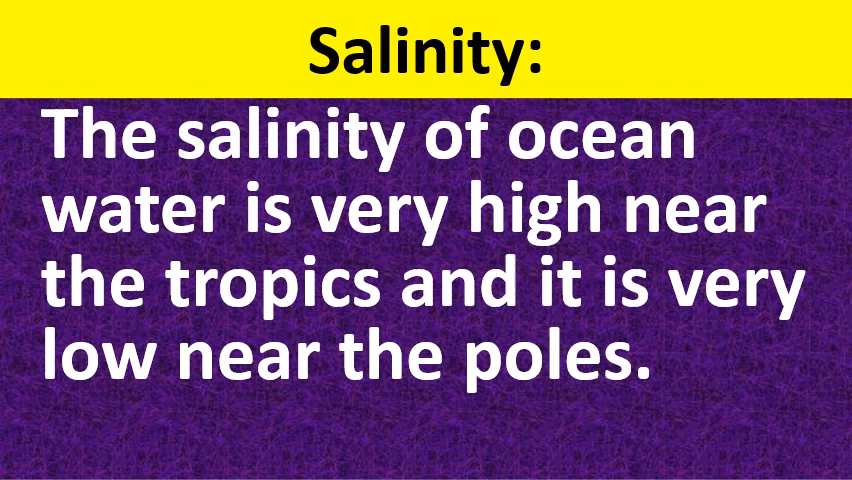 Salinity:
The salinity of ocean
water is very high near
the tropics and it is very
low near the poles.